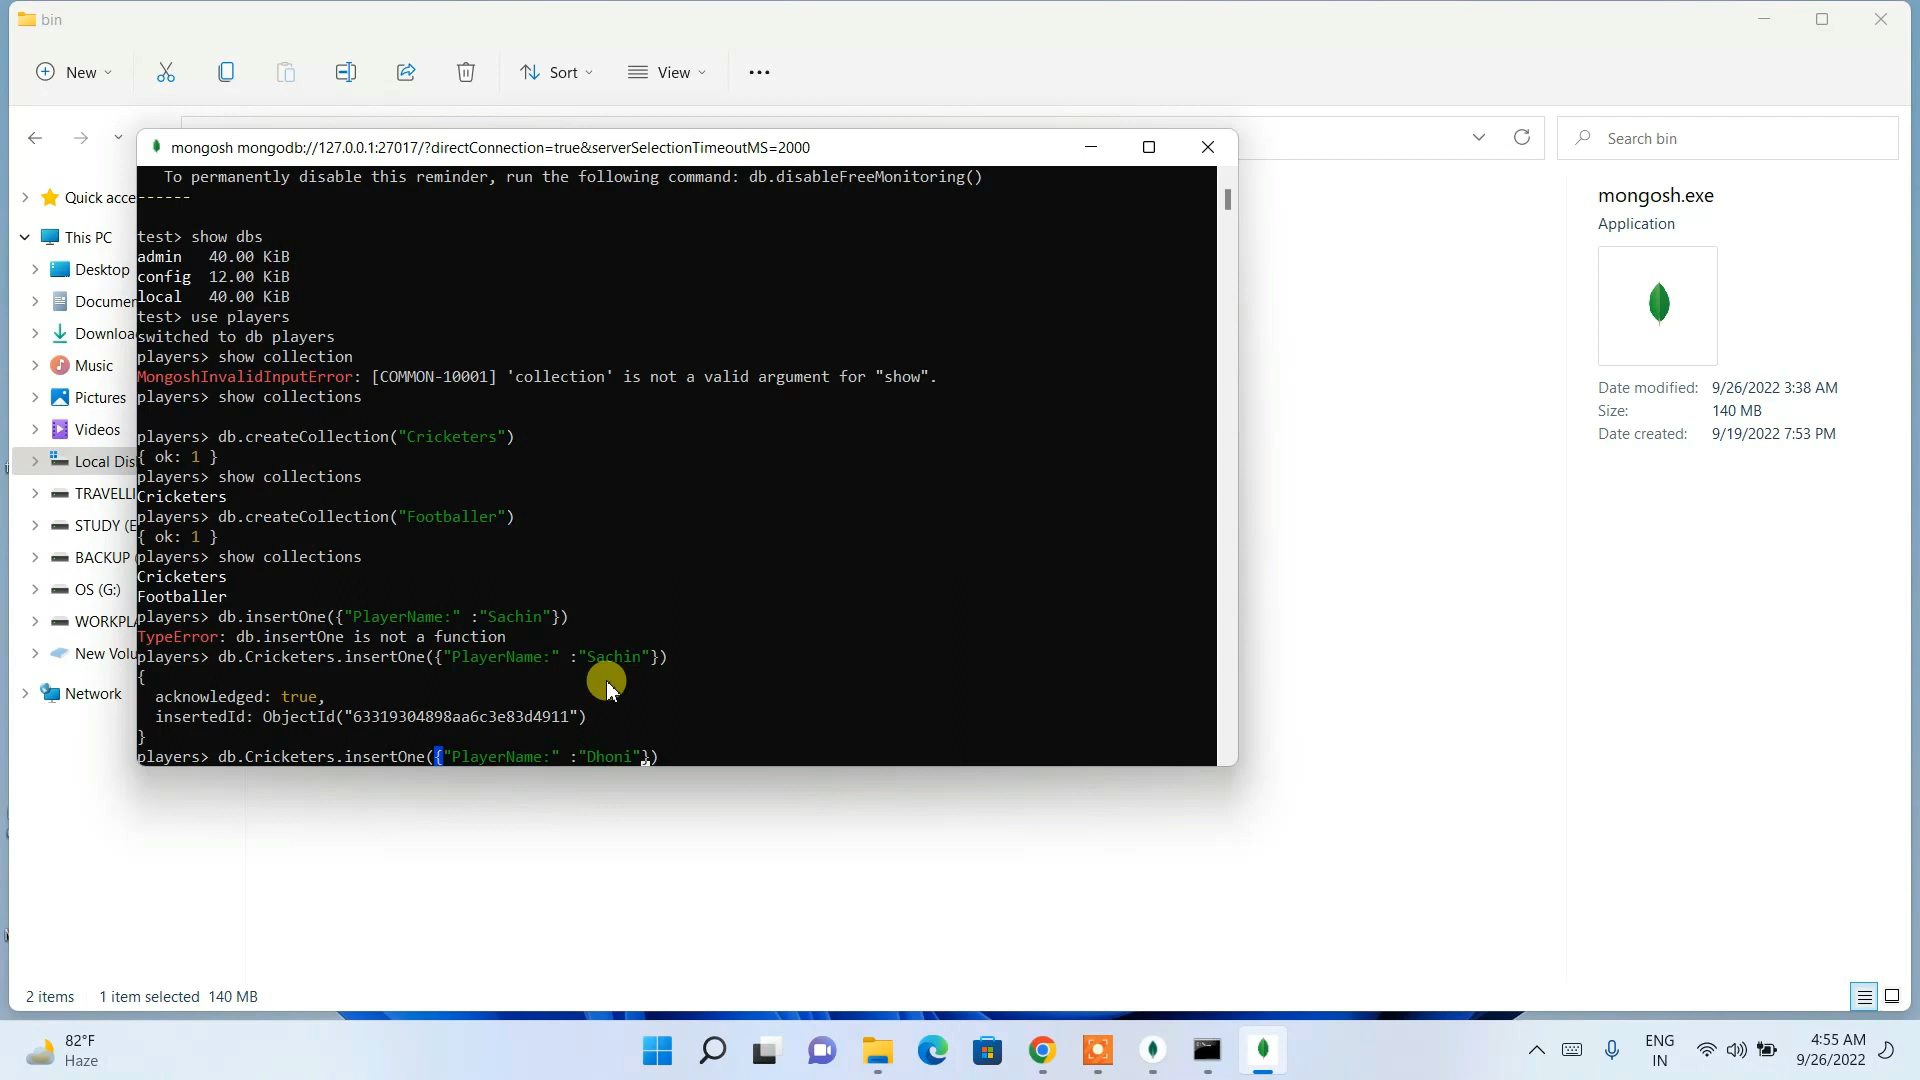 bin
New
Sort
View
Search bin
mongosh mongodb://127.0.0.1:27017/?directConnection=true&serverSelectionTimeoutMS=2000
To permanently disable this reminder, run the following command: db.disableFreeMonitoring()
------
test> show dbs
admin 40.00 KiB
config 12.00 KiB
local 40.00 KiB
test> use players
switched to db players
players> show collection
MongoshInvalidInputError: [COMMON-10001] 'collection' is not a valid argument for "show".
players> show collections
players> db.createCollection("Cricketers")
{ ok: 1 }
players> show collections
Cricketers
players> db.createCollection("Footballer")
{ ok: 1 }
players> show collections
Cricketers
Footballer
players> db.insertOne({"PlayerName:" :"Sachin"})
TypeError: db.insertOne is not a function
players> db.Cricketers.insertOne({"PlayerName:" :"Sachin"})
{
acknowledged: true,
insertedId: ObjectId("63319304898aa6c3e83d4911")
}
players> db.Cricketers.insertOne({"PlayerName:" :"Dhoni"})
Quick acce
This PC
Desktop
Documer
Downloa
Music
Pictures
Videos
Local Dis
TRAVELLI
STUDY (E
BACKUP
OS (G:)
WORKPL
New Volu
Network
mongosh.exe
Application
Date modified: 9/26/2022 3:38 AM
Size: 140 MB
Date created: 9/19/2022 7:53 PM
2 items 1 item selected 140 MB
82°F
Haze
ENG
IN
4:55 AM
9/26/2022